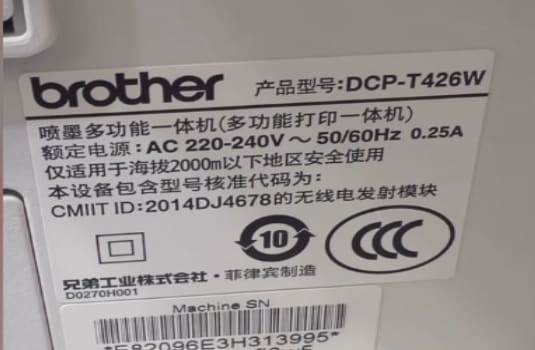 brother 产品型号:DCP-T426W
喷墨多功能一体机(多功能打印一体机)
额定电源: AC 220-240V ～ 50/60Hz 0.25A
仅适用于海拔2000m以下地区安全使用
本设备包含型号核准代码为:
CMIIT ID:2014DJ4678的无线电发射模块
10
CCC
兄弟工业株式会社·菲律宾制造
D0270H001
Machine SN
*E82096E3H313995*